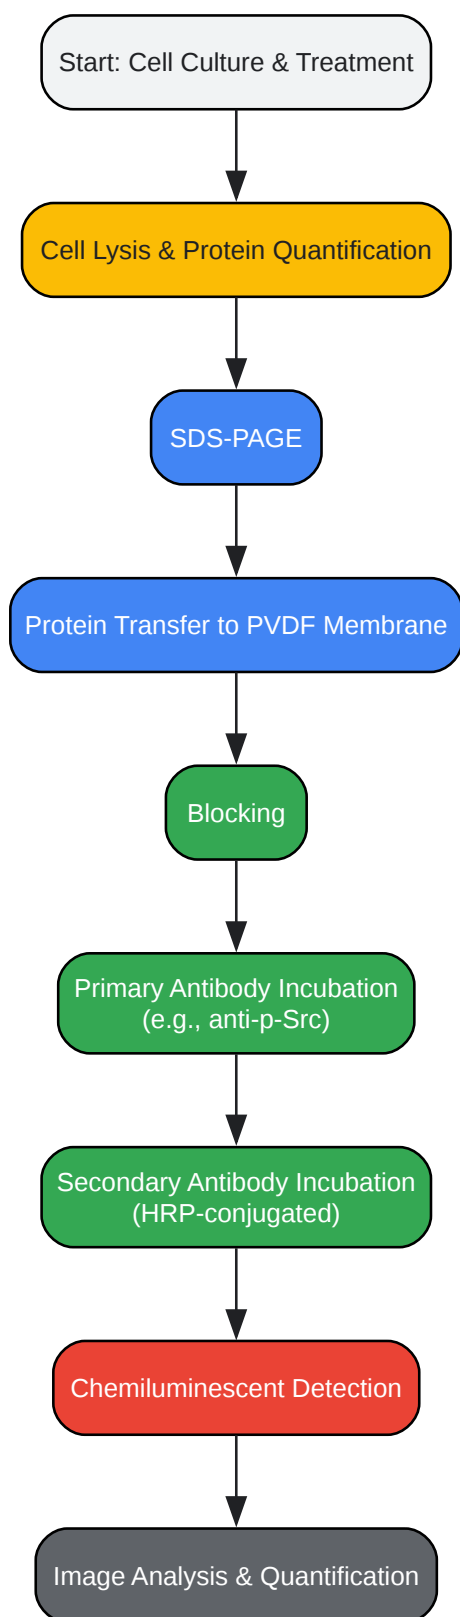 Start: Cell Culture & Treatment
Cell Lysis & Protein Quantification
SDS-PAGE
Protein Transfer to PVDF Membrane
Blocking
Primary Antibody Incubation
(e.g., anti-p-Src)
Secondary Antibody Incubation
(HRP-conjugated)
Chemiluminescent Detection
Image Analysis & Quantification